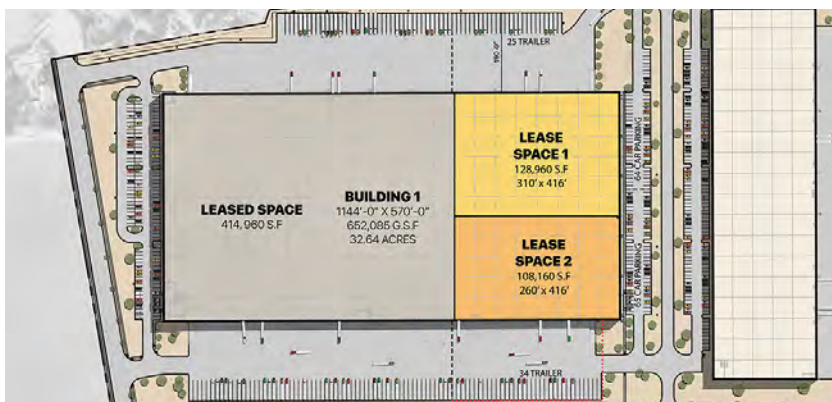 25 TRAILER
190'-0"
LEASE
SPACE 1
128,960 S.F
310' x 416'
64 CAR PARKING
LEASED SPACE
414,960 S.F
BUILDING 1
1144'-0" X 570'-0"
652,085 G.S.F
32.64 ACRES
LEASE
SPACE 2
108,160 S.F
260' x 416'
65 CAR PARKING
34 TRAILER